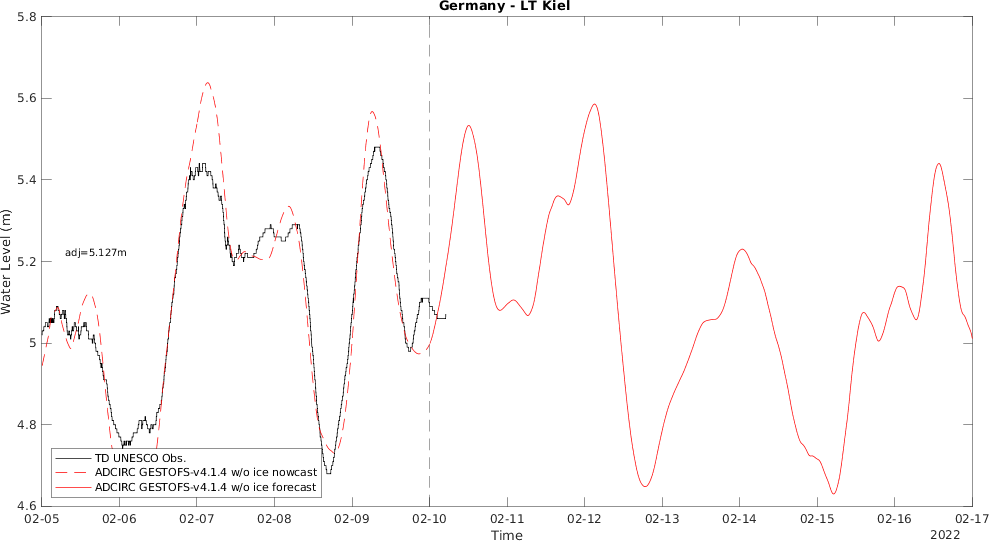 Germany - LT Kiel
5.8
5.6
5.4
5.2
5
4.8
4.6
Water Level (m)
adj=5.127m
TD UNESCO Obs.
ADCIRC GESTOFS-v4.1.4 w/o ice nowcast
ADCIRC GESTOFS-v4.1.4 w/o ice forecast
02-05 02-06 02-07 02-08 02-09 02-10 02-11 02-12 02-13 02-14 02-15 02-16 02-17
Time
2022